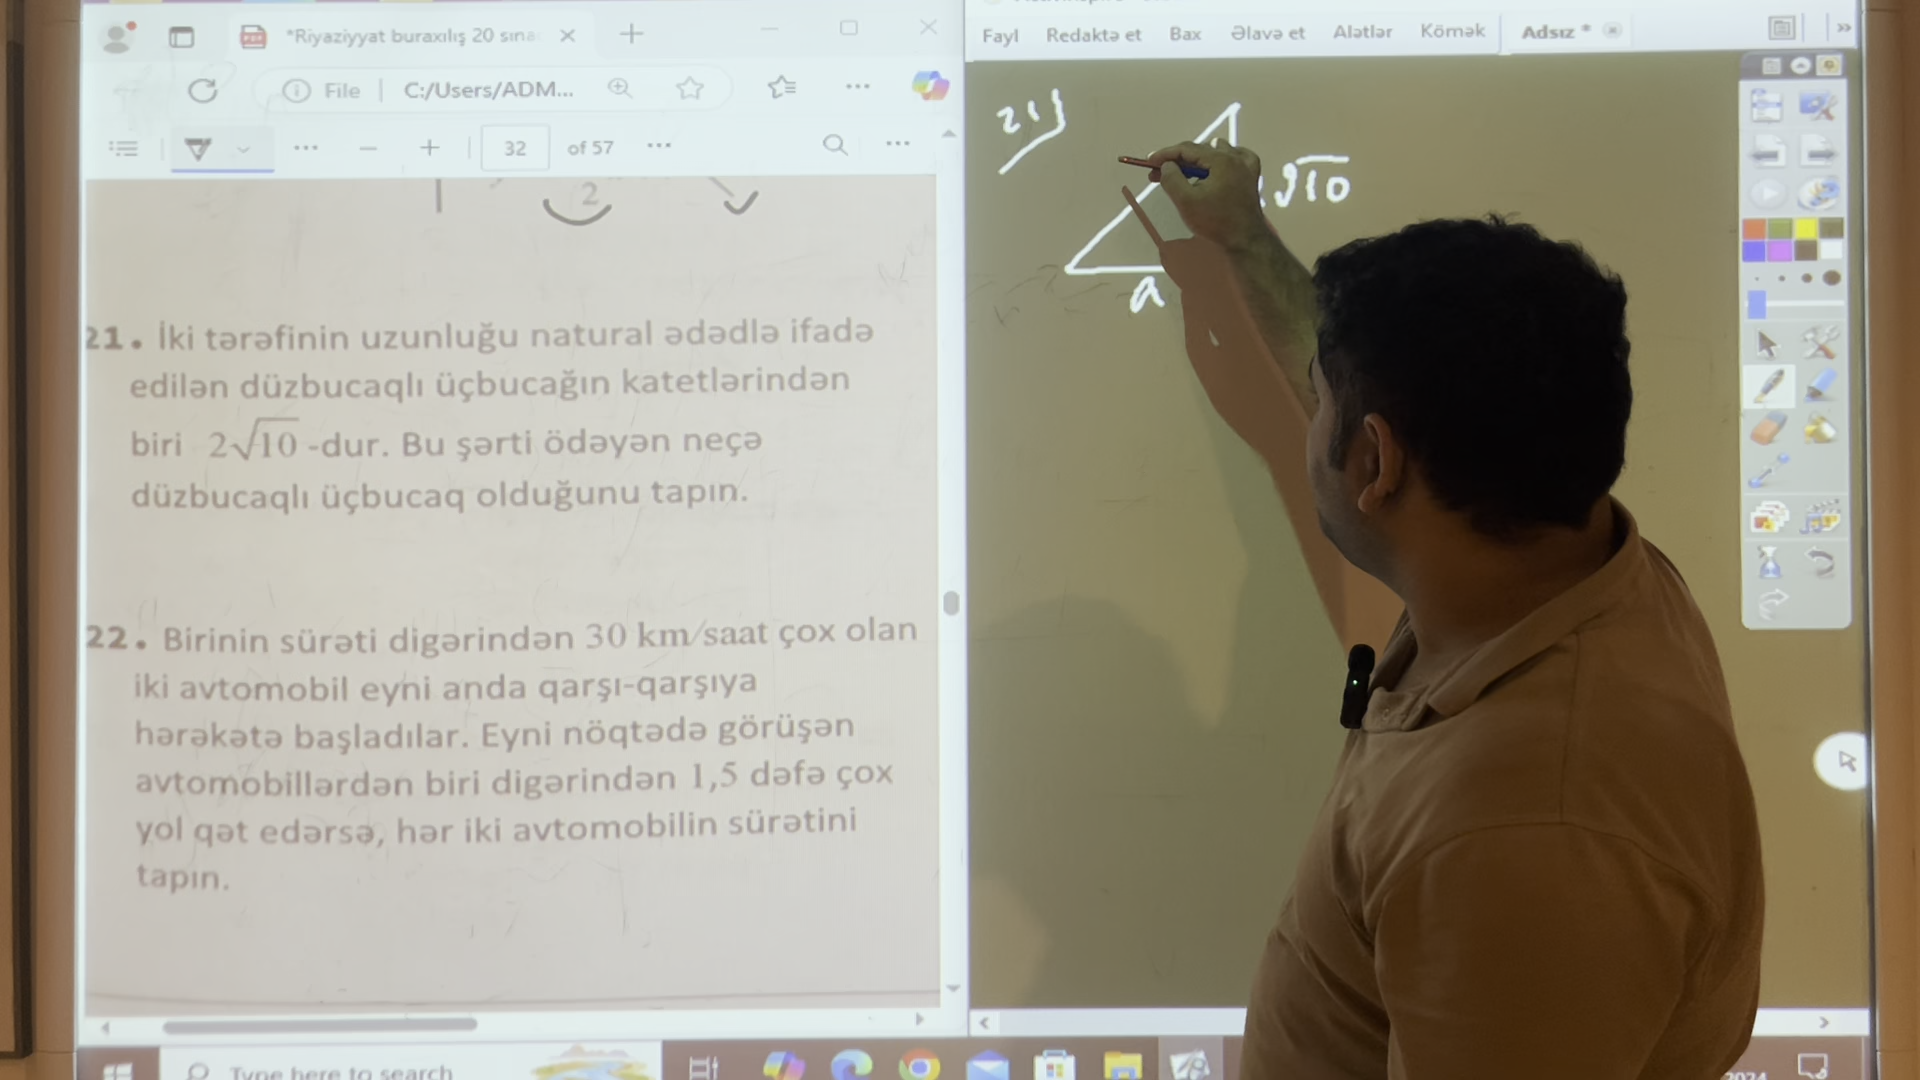 *Riyaziyyat buraxılış 20 sına
File
C:/Users/ADM...
32 of 57
2
21. İki tərəfinin uzunluğu natural ədədlə ifadə
edilən düzbucaqlı üçbucağın katetlərindən
biri 2√10 -dur. Bu şərti ödəyən neçə
düzbucaqlı üçbucaq olduğunu tapın.
22. Birinin sürəti digərindən 30 km/saat çox olan
iki avtomobil eyni anda qarşı-qarşıya
hərəkətə başladılar. Eyni nöqtədə görüşən
avtomobillərdən biri digərindən 1,5 dəfə çox
yol qət edərsə, hər iki avtomobilin sürətini
tapın.
Type here to search
Fayl Redaktə et Bax Əlavə et Alətlər Kömək Adsız *
21)
√10
a
2024